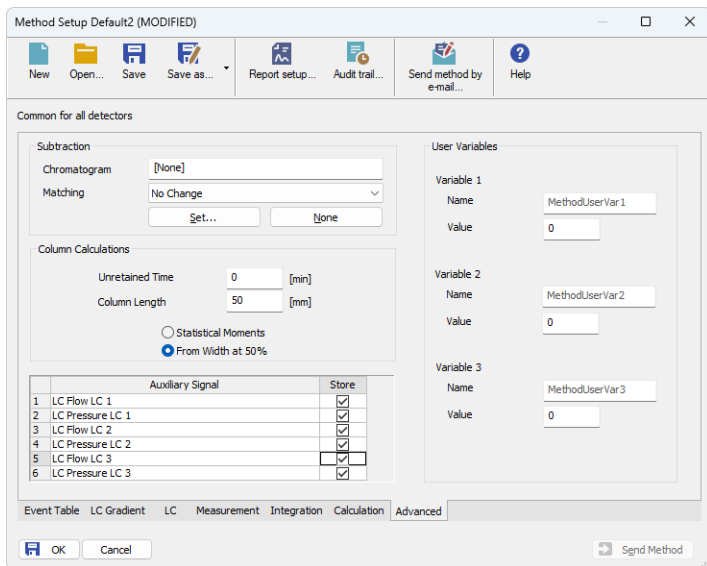 Method Setup Default2 (MODIFIED)
New Open... Save Save as... Report setup... Audit trail... Send method by e-mail... Help
Common for all detectors
Subtraction
Chromatogram [None]
Matching No Change
Set... None
Column Calculations
Unretained Time 0 [min]
Column Length 50 [mm]
Statistical Moments
From Width at 50%
Auxiliary Signal Store
1 LC Flow LC 1
2 LC Pressure LC 1
3 LC Flow LC 2
4 LC Pressure LC 2
5 LC Flow LC 3
6 LC Pressure LC 3
User Variables
Variable 1
Name MethodUserVar1
Value 0
Variable 2
Name MethodUserVar2
Value 0
Variable 3
Name MethodUserVar3
Value 0
Event Table LC Gradient LC Measurement Integration Calculation Advanced
OK Cancel Send Method